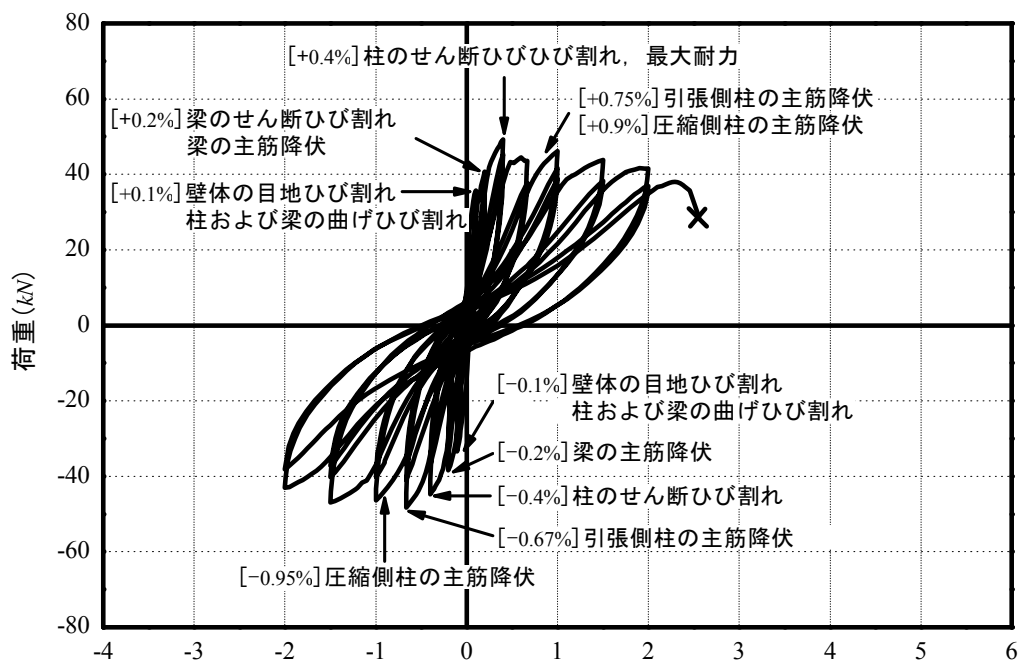 80
60
40
20
0
-20
-40
-60
-80
荷重(kN)
[+0.4%]柱のせん断ひびひび割れ, 最大耐力
[+0.75%]引張側柱の主筋降伏
[+0.9%]圧縮側柱の主筋降伏
[+0.2%]梁のせん断ひび割れ
梁の主筋降伏
[+0.1%]壁体の目地ひび割れ
柱および梁の曲げひび割れ
[−0.1%]壁体の目地ひび割れ
柱および梁の曲げひび割れ
[−0.2%]梁の主筋降伏
[−0.4%]柱のせん断ひび割れ
[−0.67%]引張側柱の主筋降伏
[−0.95%]圧縮側柱の主筋降伏
-4 -3 -2 -1 0 1 2 3 4 5 6